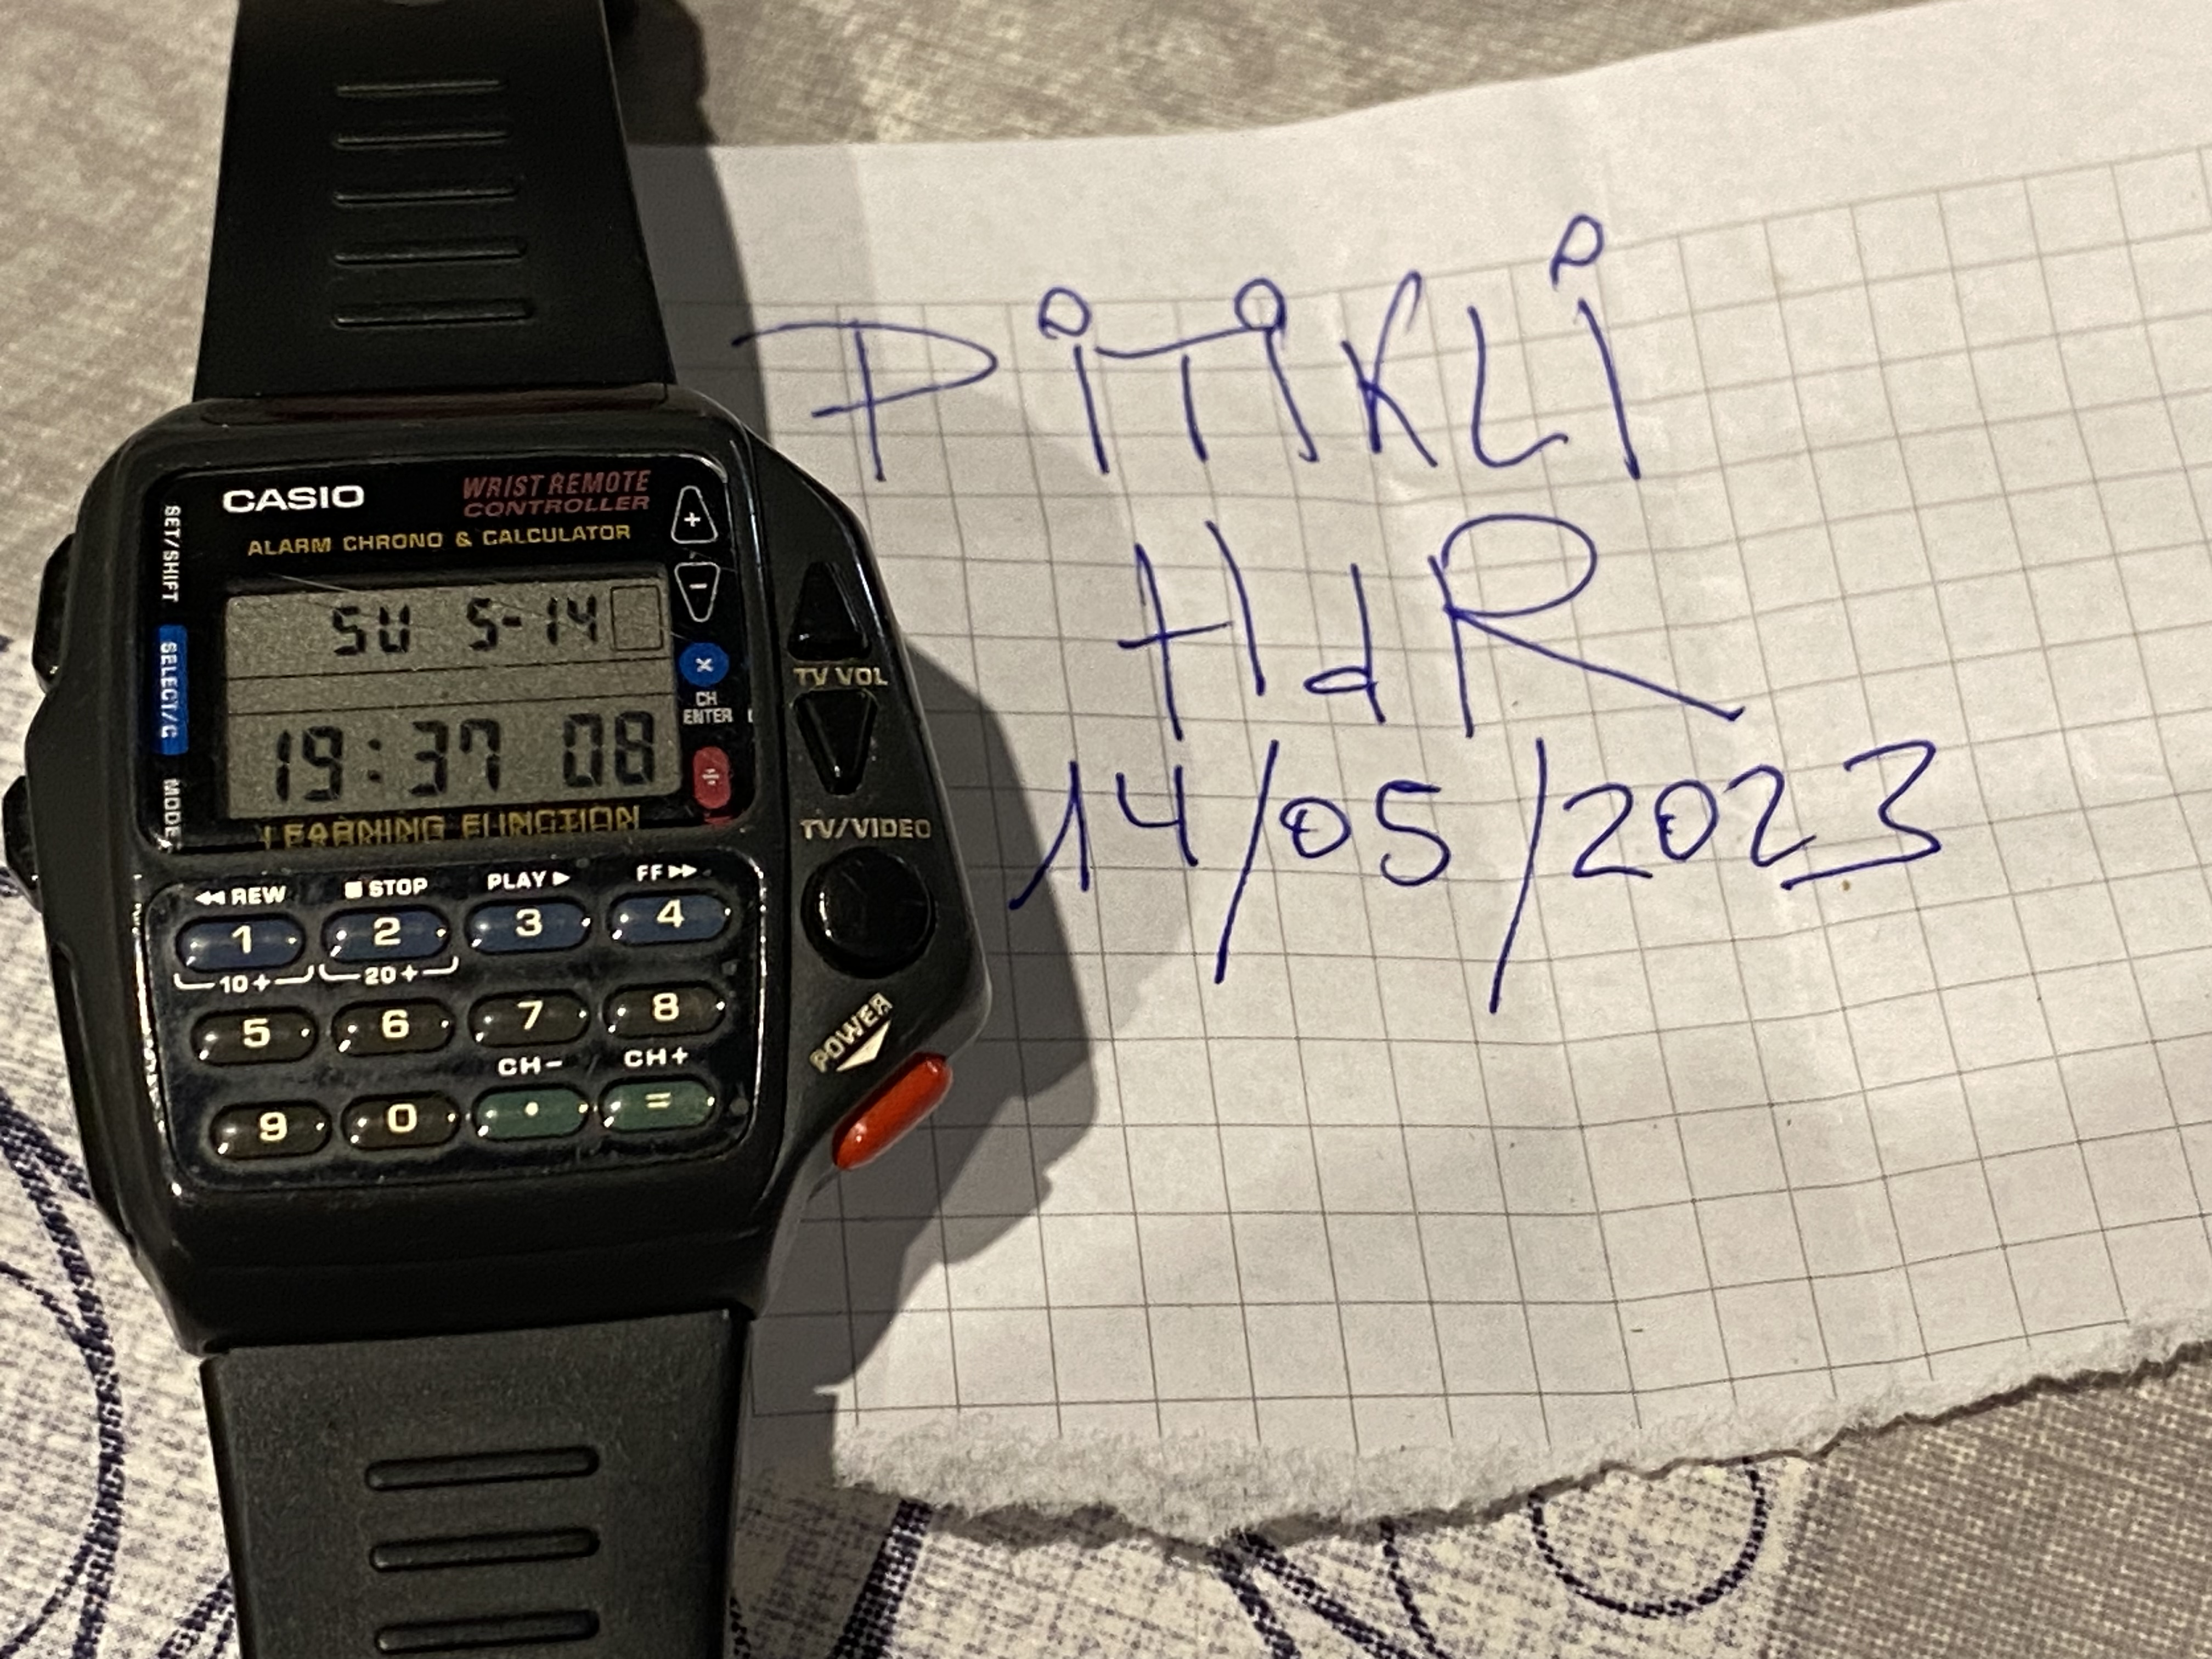 CASIO
WRIST REMOTE
CONTROLLER
ALARM CHRONO & CALCULATOR
SET/SHIFT
SELECT/C
MODE
SU 5-14
19:37 08
LEARNING FUNCTION
+
−
×
CH
ENTER
÷
TV VOL
TV/VIDEO
POWER
◀◀ REW ■ STOP PLAY ▶ FF ▶▶
1 2 3 4
10+ 20+
5 6 7 8
CH− CH+
9 0 • =
PiTiKLi
HdR
14/05/2023